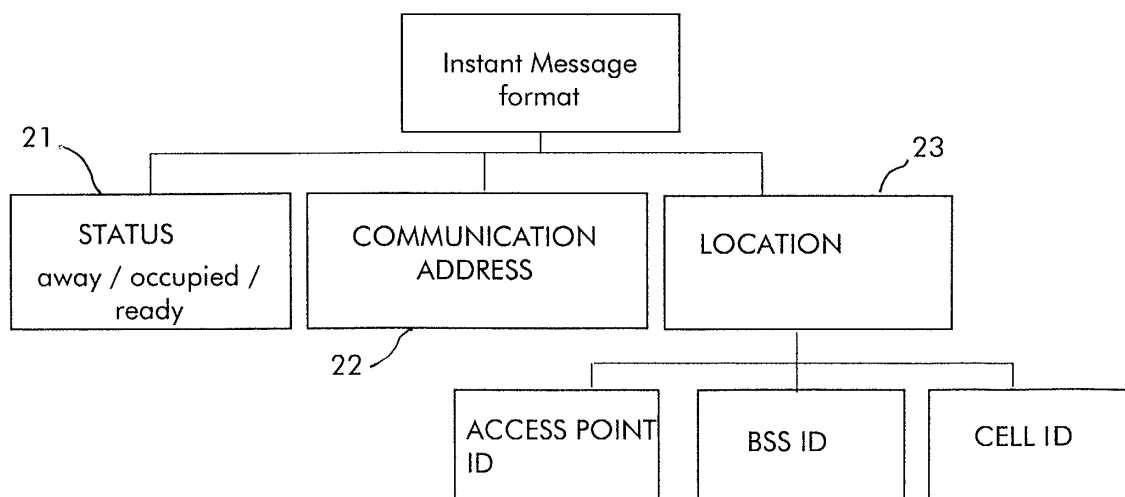 Instant Message
format
21
23
STATUS
away / occupied /
ready
COMMUNICATION
ADDRESS
LOCATION
22
ACCESS POINT
ID
BSS ID
CELL ID